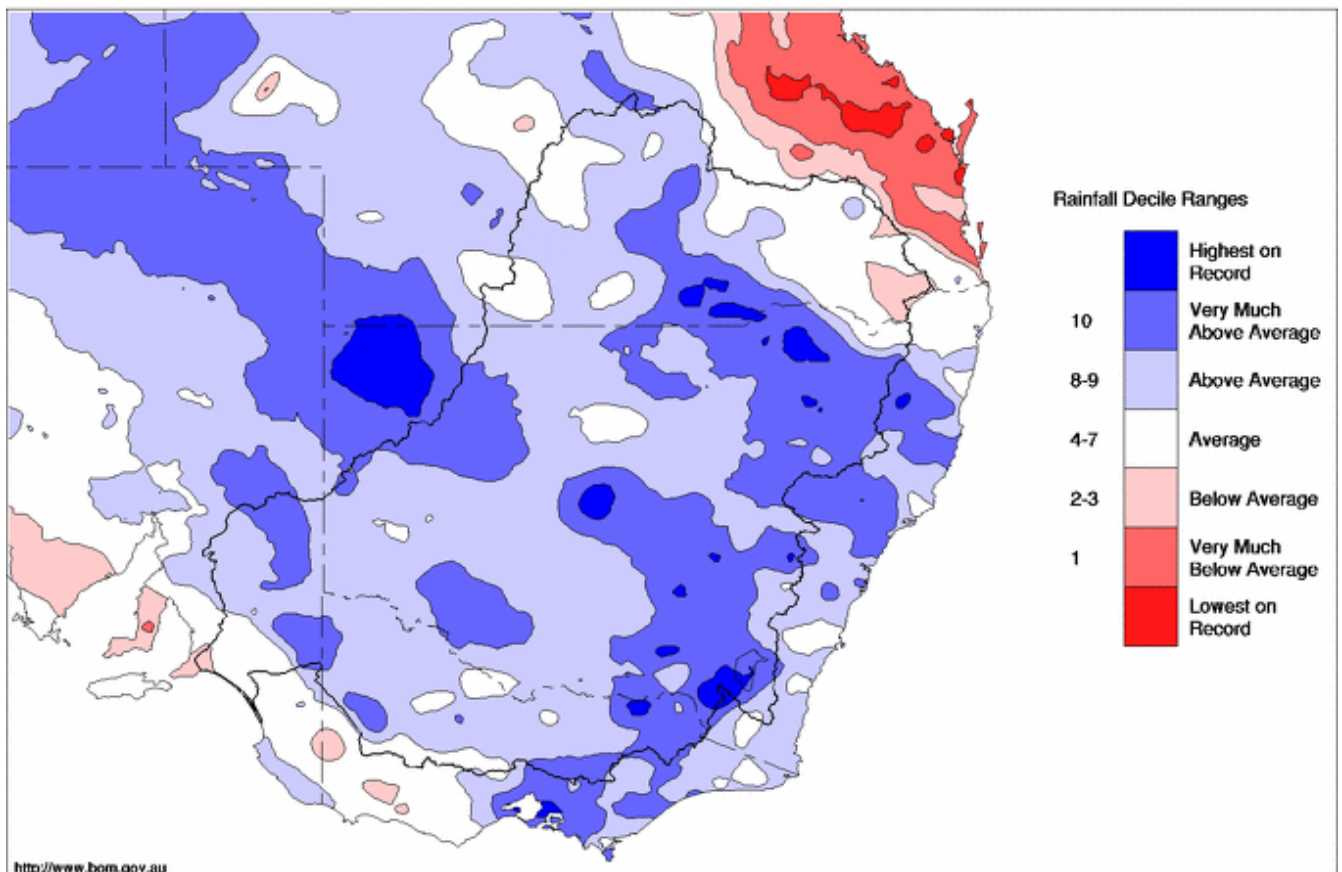 Rainfall Decile Ranges
Highest on
Record
10
Very Much
Above Average
8-9
Above Average
4-7
Average
2-3
Below Average
1
Very Much
Below Average
Lowest on
Record
http://www.bom.gov.au